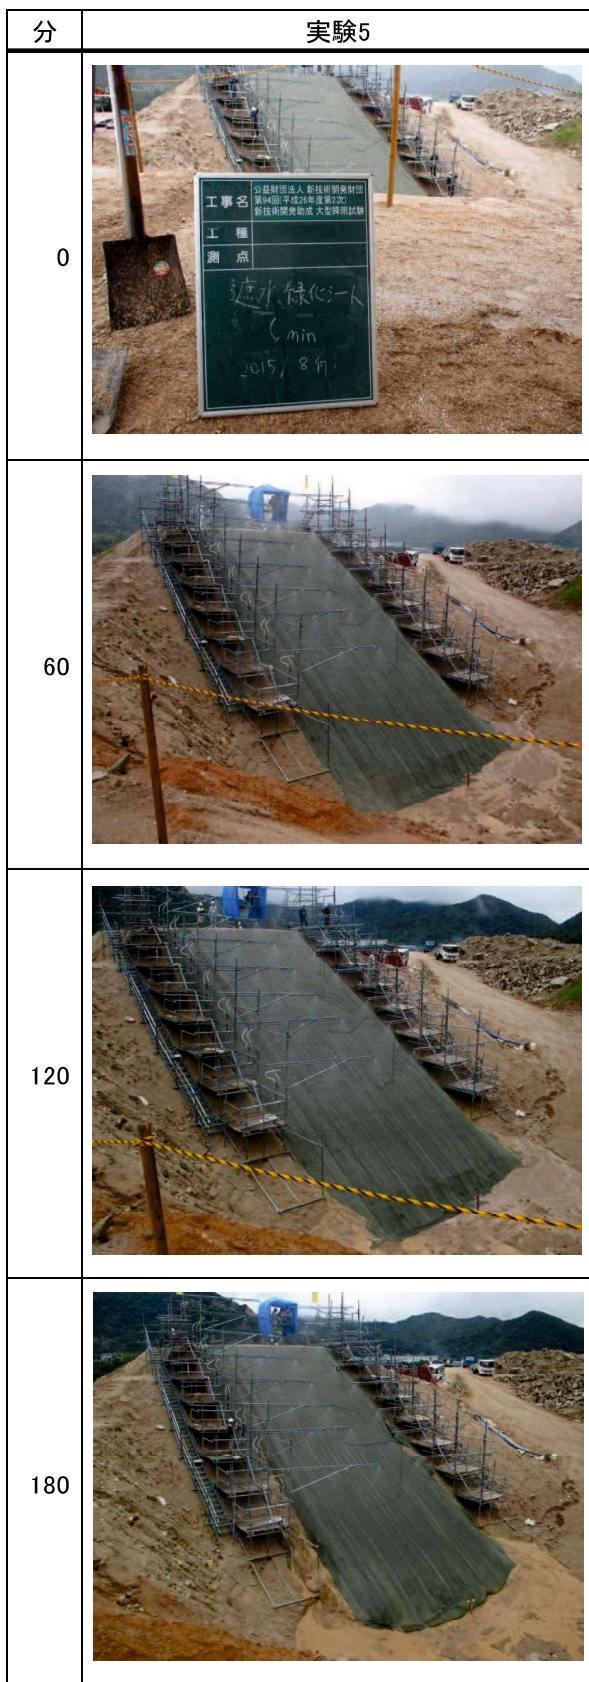 分 実験5
0
工事名 公益財団法人 新技術開発財団
第94回(平成26年度第2次)
新技術開発助成 大型降雨試験
工種
測点
遮水、緑化シート
min
2015/8/
60
120
180